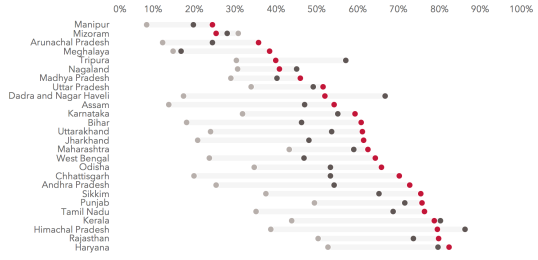 0% 10% 20% 30% 40% 50% 60% 70% 80% 90% 100%
Manipur
Mizoram
Arunachal Pradesh
Meghalaya
Tripura
Nagaland
Madhya Pradesh
Uttar Pradesh
Dadra and Nagar Haveli
Assam
Karnataka
Bihar
Uttarakhand
Jharkhand
Maharashtra
West Bengal
Odisha
Chhattisgarh
Andhra Pradesh
Sikkim
Punjab
Tamil Nadu
Kerala
Himachal Pradesh
Rajasthan
Haryana